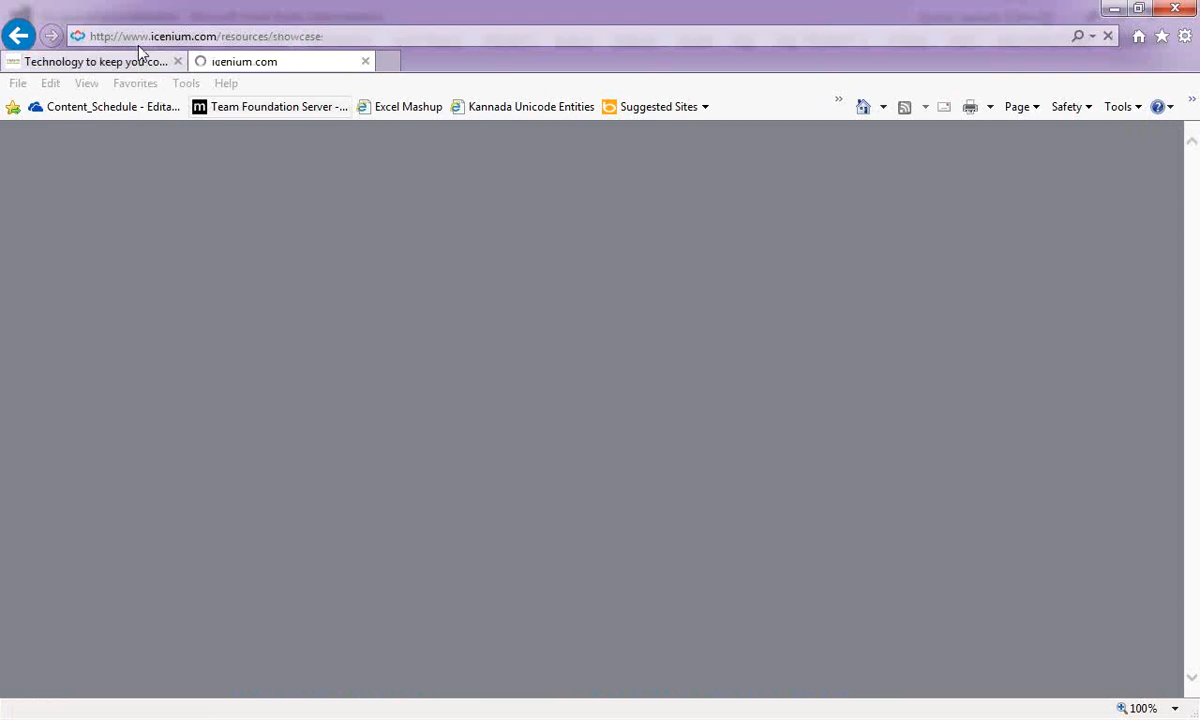 http://www.icenium.com/resources/showcase
Technology to keep you co... icenium.com
File Edit View Favorites Tools Help
Content_Schedule - Edita... m Team Foundation Server -... Excel Mashup Kannada Unicode Entities b Suggested Sites » Page Safety Tools ? »
100%